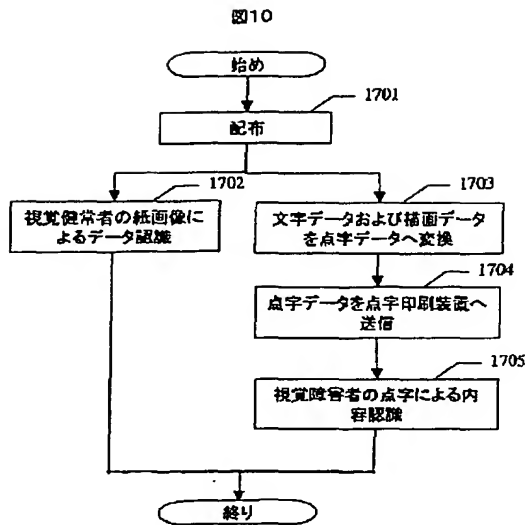 図10
始め
1701
配布
1702
視覚健常者の紙画像に
よるデータ認識
1703
文字データおよび描画データ
を点字データへ変換
1704
点字データを点字印刷装置へ
送信
1705
視覚障害者の点字による内
容認識
終り